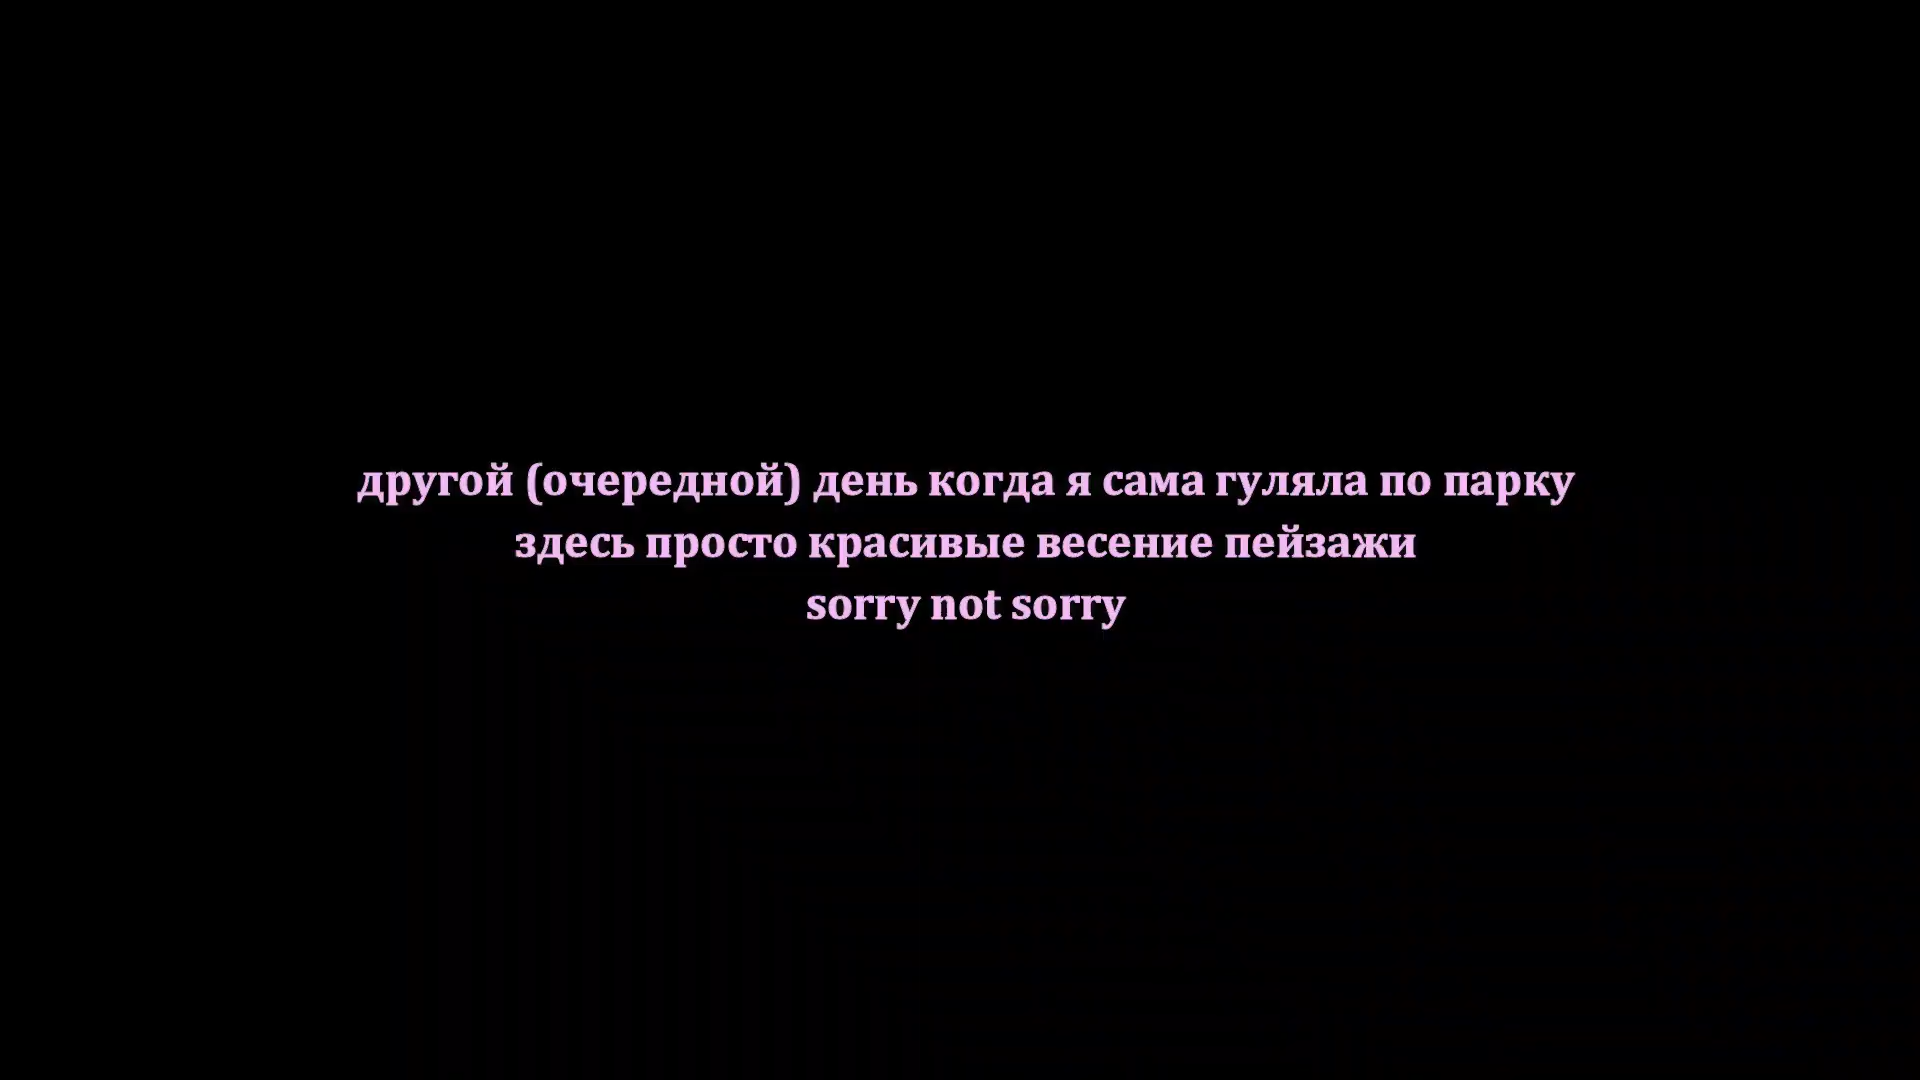 другой (очередной) день когда я сама гуляла по парку
здесь просто красивые весение пейзажи
sorry not sorry